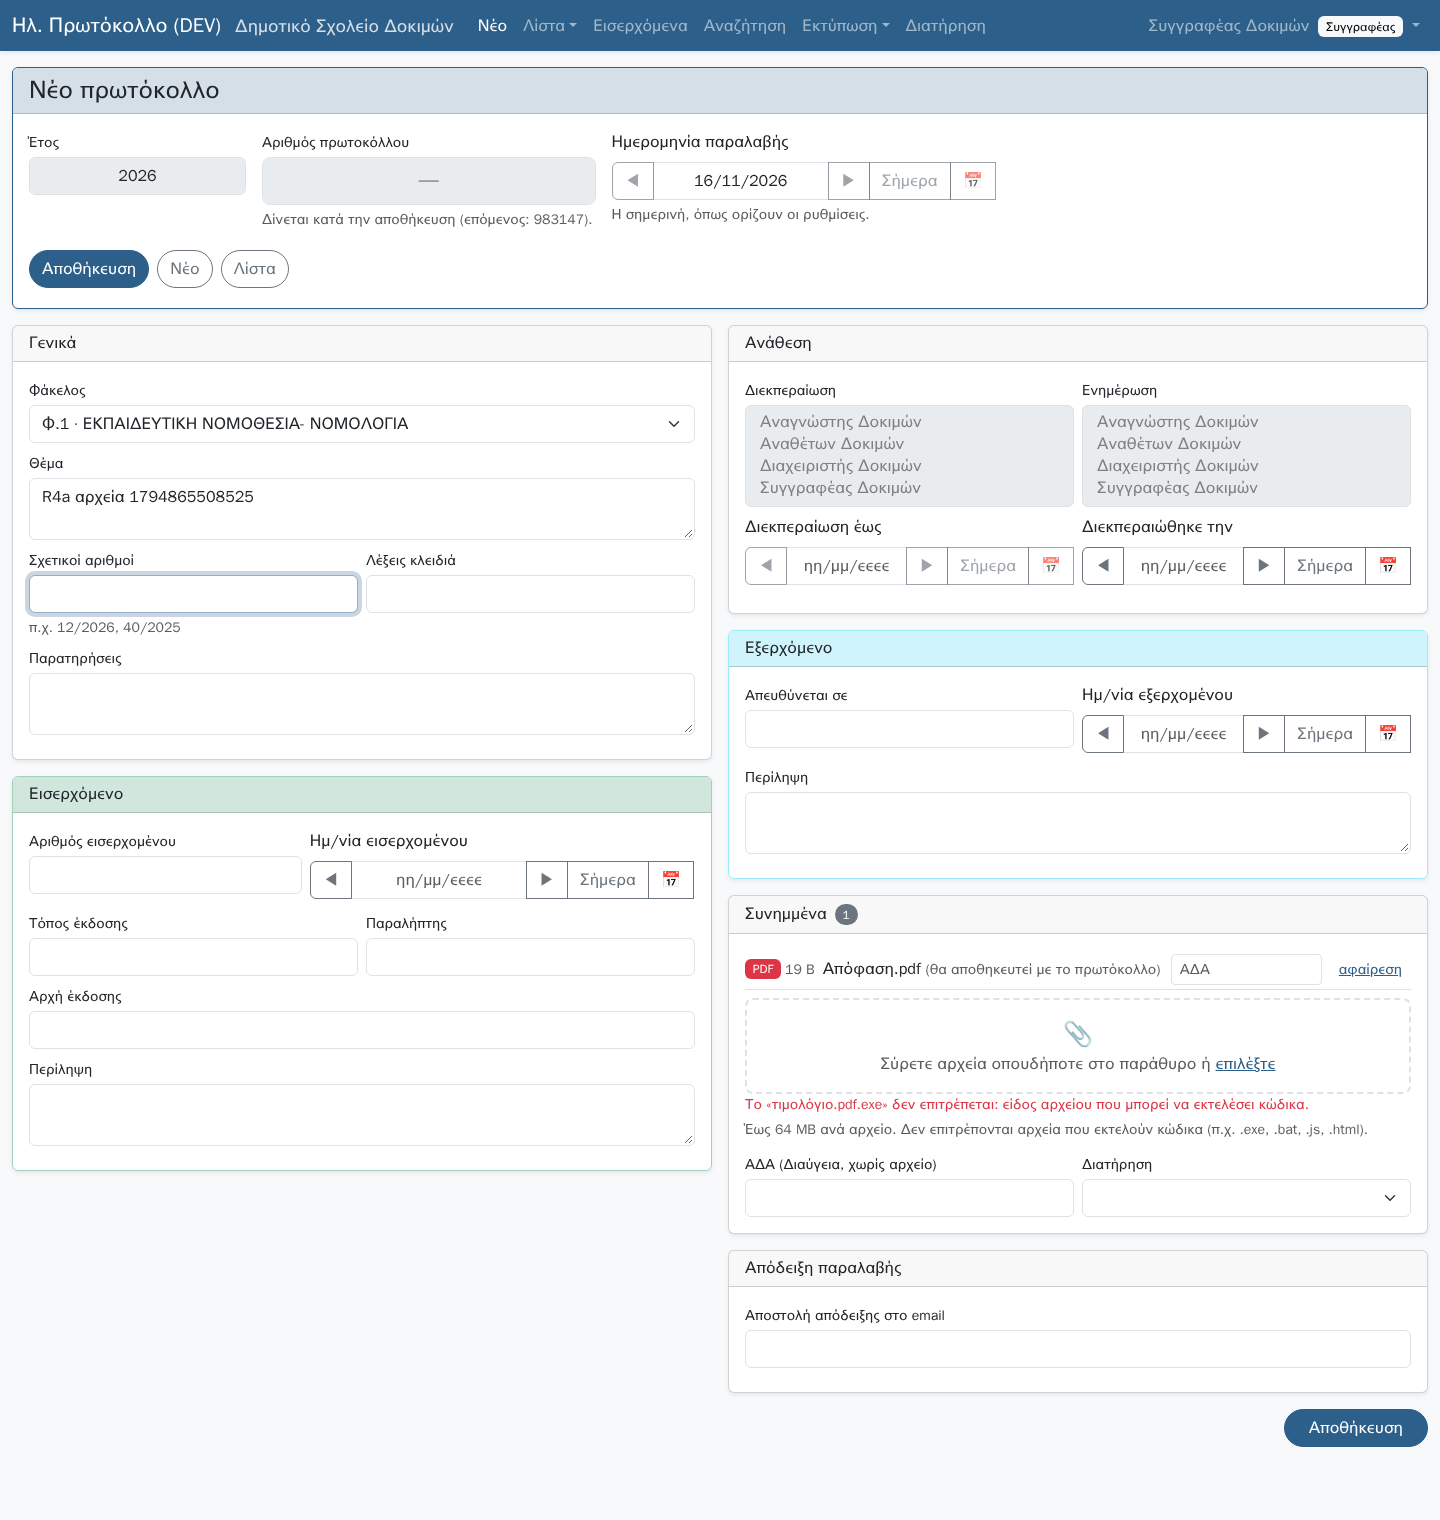 Ηλ. Πρωτόκολλο (DEV) Δημοτικό Σχολείο Δοκιμών Νέο Λίστα Εισερχόμενα Αναζήτηση Εκτύπωση Διατήρηση Συγγραφέας Δοκιμών Συγγραφέας
Νέο πρωτόκολλο
Έτος
2026
Αριθμός πρωτοκόλλου
—
Δίνεται κατά την αποθήκευση (επόμενος: 983147).
Ημερομηνία παραλαβής
16/11/2026 Σήμερα
Η σημερινή, όπως ορίζουν οι ρυθμίσεις.
Αποθήκευση Νέο Λίστα
Γενικά
Φάκελος
Φ.1 · ΕΚΠΑΙΔΕΥΤΙΚΗ ΝΟΜΟΘΕΣΙΑ- ΝΟΜΟΛΟΓΙΑ
Θέμα
R4a αρχεία 1794865508525
Σχετικοί αριθμοί Λέξεις κλειδιά
π.χ. 12/2026, 40/2025
Παρατηρήσεις
Εισερχόμενο
Αριθμός εισερχομένου Ημ/νία εισερχομένου
ηη/μμ/εεεε Σήμερα
Τόπος έκδοσης Παραλήπτης
Αρχή έκδοσης
Περίληψη
Ανάθεση
Διεκπεραίωση Ενημέρωση
Αναγνώστης Δοκιμών Αναγνώστης Δοκιμών
Αναθέτων Δοκιμών Αναθέτων Δοκιμών
Διαχειριστής Δοκιμών Διαχειριστής Δοκιμών
Συγγραφέας Δοκιμών Συγγραφέας Δοκιμών
Διεκπεραίωση έως Διεκπεραιώθηκε την
ηη/μμ/εεεε Σήμερα ηη/μμ/εεεε Σήμερα
Εξερχόμενο
Απευθύνεται σε Ημ/νία εξερχομένου
ηη/μμ/εεεε Σήμερα
Περίληψη
Συνημμένα 1
PDF 19 B Απόφαση.pdf (θα αποθηκευτεί με το πρωτόκολλο) ΑΔΑ αφαίρεση
Σύρετε αρχεία οπουδήποτε στο παράθυρο ή επιλέξτε
Το «τιμολόγιο.pdf.exe» δεν επιτρέπεται: είδος αρχείου που μπορεί να εκτελέσει κώδικα.
Έως 64 MB ανά αρχείο. Δεν επιτρέπονται αρχεία που εκτελούν κώδικα (π.χ. .exe, .bat, .js, .html).
ΑΔΑ (Διαύγεια, χωρίς αρχείο) Διατήρηση
Απόδειξη παραλαβής
Αποστολή απόδειξης στο email
Αποθήκευση